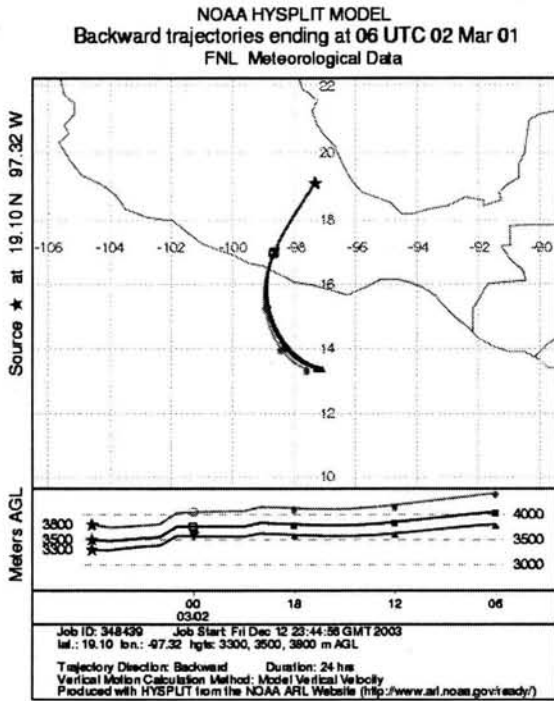 NOAA HYSPLIT MODEL
Backward trajectories ending at 06 UTC 02 Mar 01
FNL Meteorological Data
Source ★ at 19.10 N 97.32 W
22
20
18
-106 -104 -102 -100 -98 -96 -94 -92 -90
16
14
12
10
Meters AGL
3800 4000
3500 3500
3300 3000
00 18 12 06
03/02
Job ID: 348439 Job Start: Fri Dec 12 23:44:56 GMT 2003
lat.: 19.10 lon.: -97.32 hgts: 3300, 3500, 3800 m AGL
Trajectory Direction: Backward Duration: 24 hrs
Vertical Motion Calculation Method: Model Vertical Velocity
Produced with HYSPLIT from the NOAA ARL Website (http://www.arl.noaa.gov/ready/)